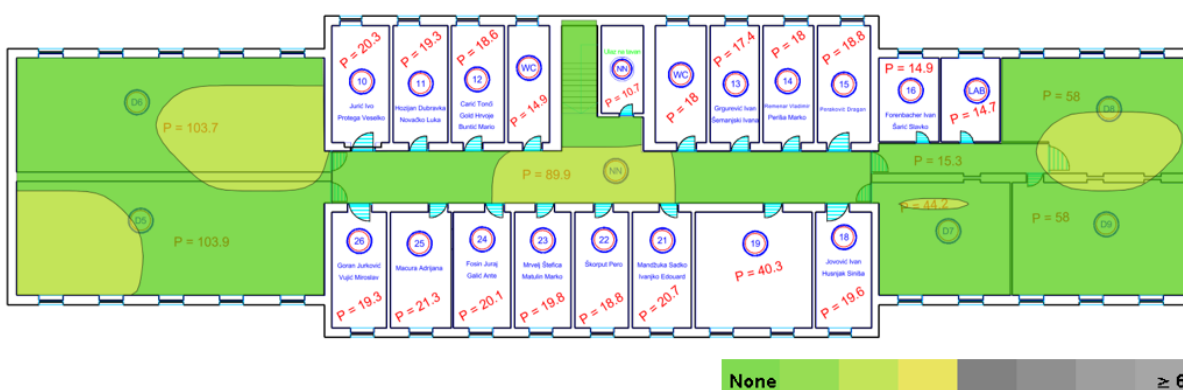 P = 20.3
10
Jurić Ivo
Protega Veselko
P = 19.3
11
Hozjan Dubravka
Novačko Luka
P = 18.6
12
Carić Tonči
Gold Hrvoje
Buntić Mario
WC
P = 14.9
Ulaz na tavan
NN
P = 10.7
WC
P = 18
P = 17.4
13
Grgurević Ivan
Šemanjski Ivana
P = 18
14
Remenar Vladimir
Periša Marko
P = 18.8
15
Peraković Dragan
P = 14.9
16
Forenbacher Ivan
Šarić Slavko
LAB
P = 14.7
D6
P = 103.7
P = 58
D8
P = 15.3
P = 89.9
NN
D5
P = 103.9
P = 44.2
D7
P = 58
D9
26
Goran Jurković
Vujić Miroslav
P = 19.3
25
Macura Adrijana
P = 21.3
24
Fosin Juraj
Galić Ante
P = 20.1
23
Mrvelj Štefica
Matulin Marko
P = 19.8
22
Škorput Pero
P = 18.8
21
Mandžuka Sadko
Ivanjko Edouard
P = 20.7
19
P = 40.3
18
Jovović Ivan
Husnjak Siniša
P = 19.6
None
≥ 6